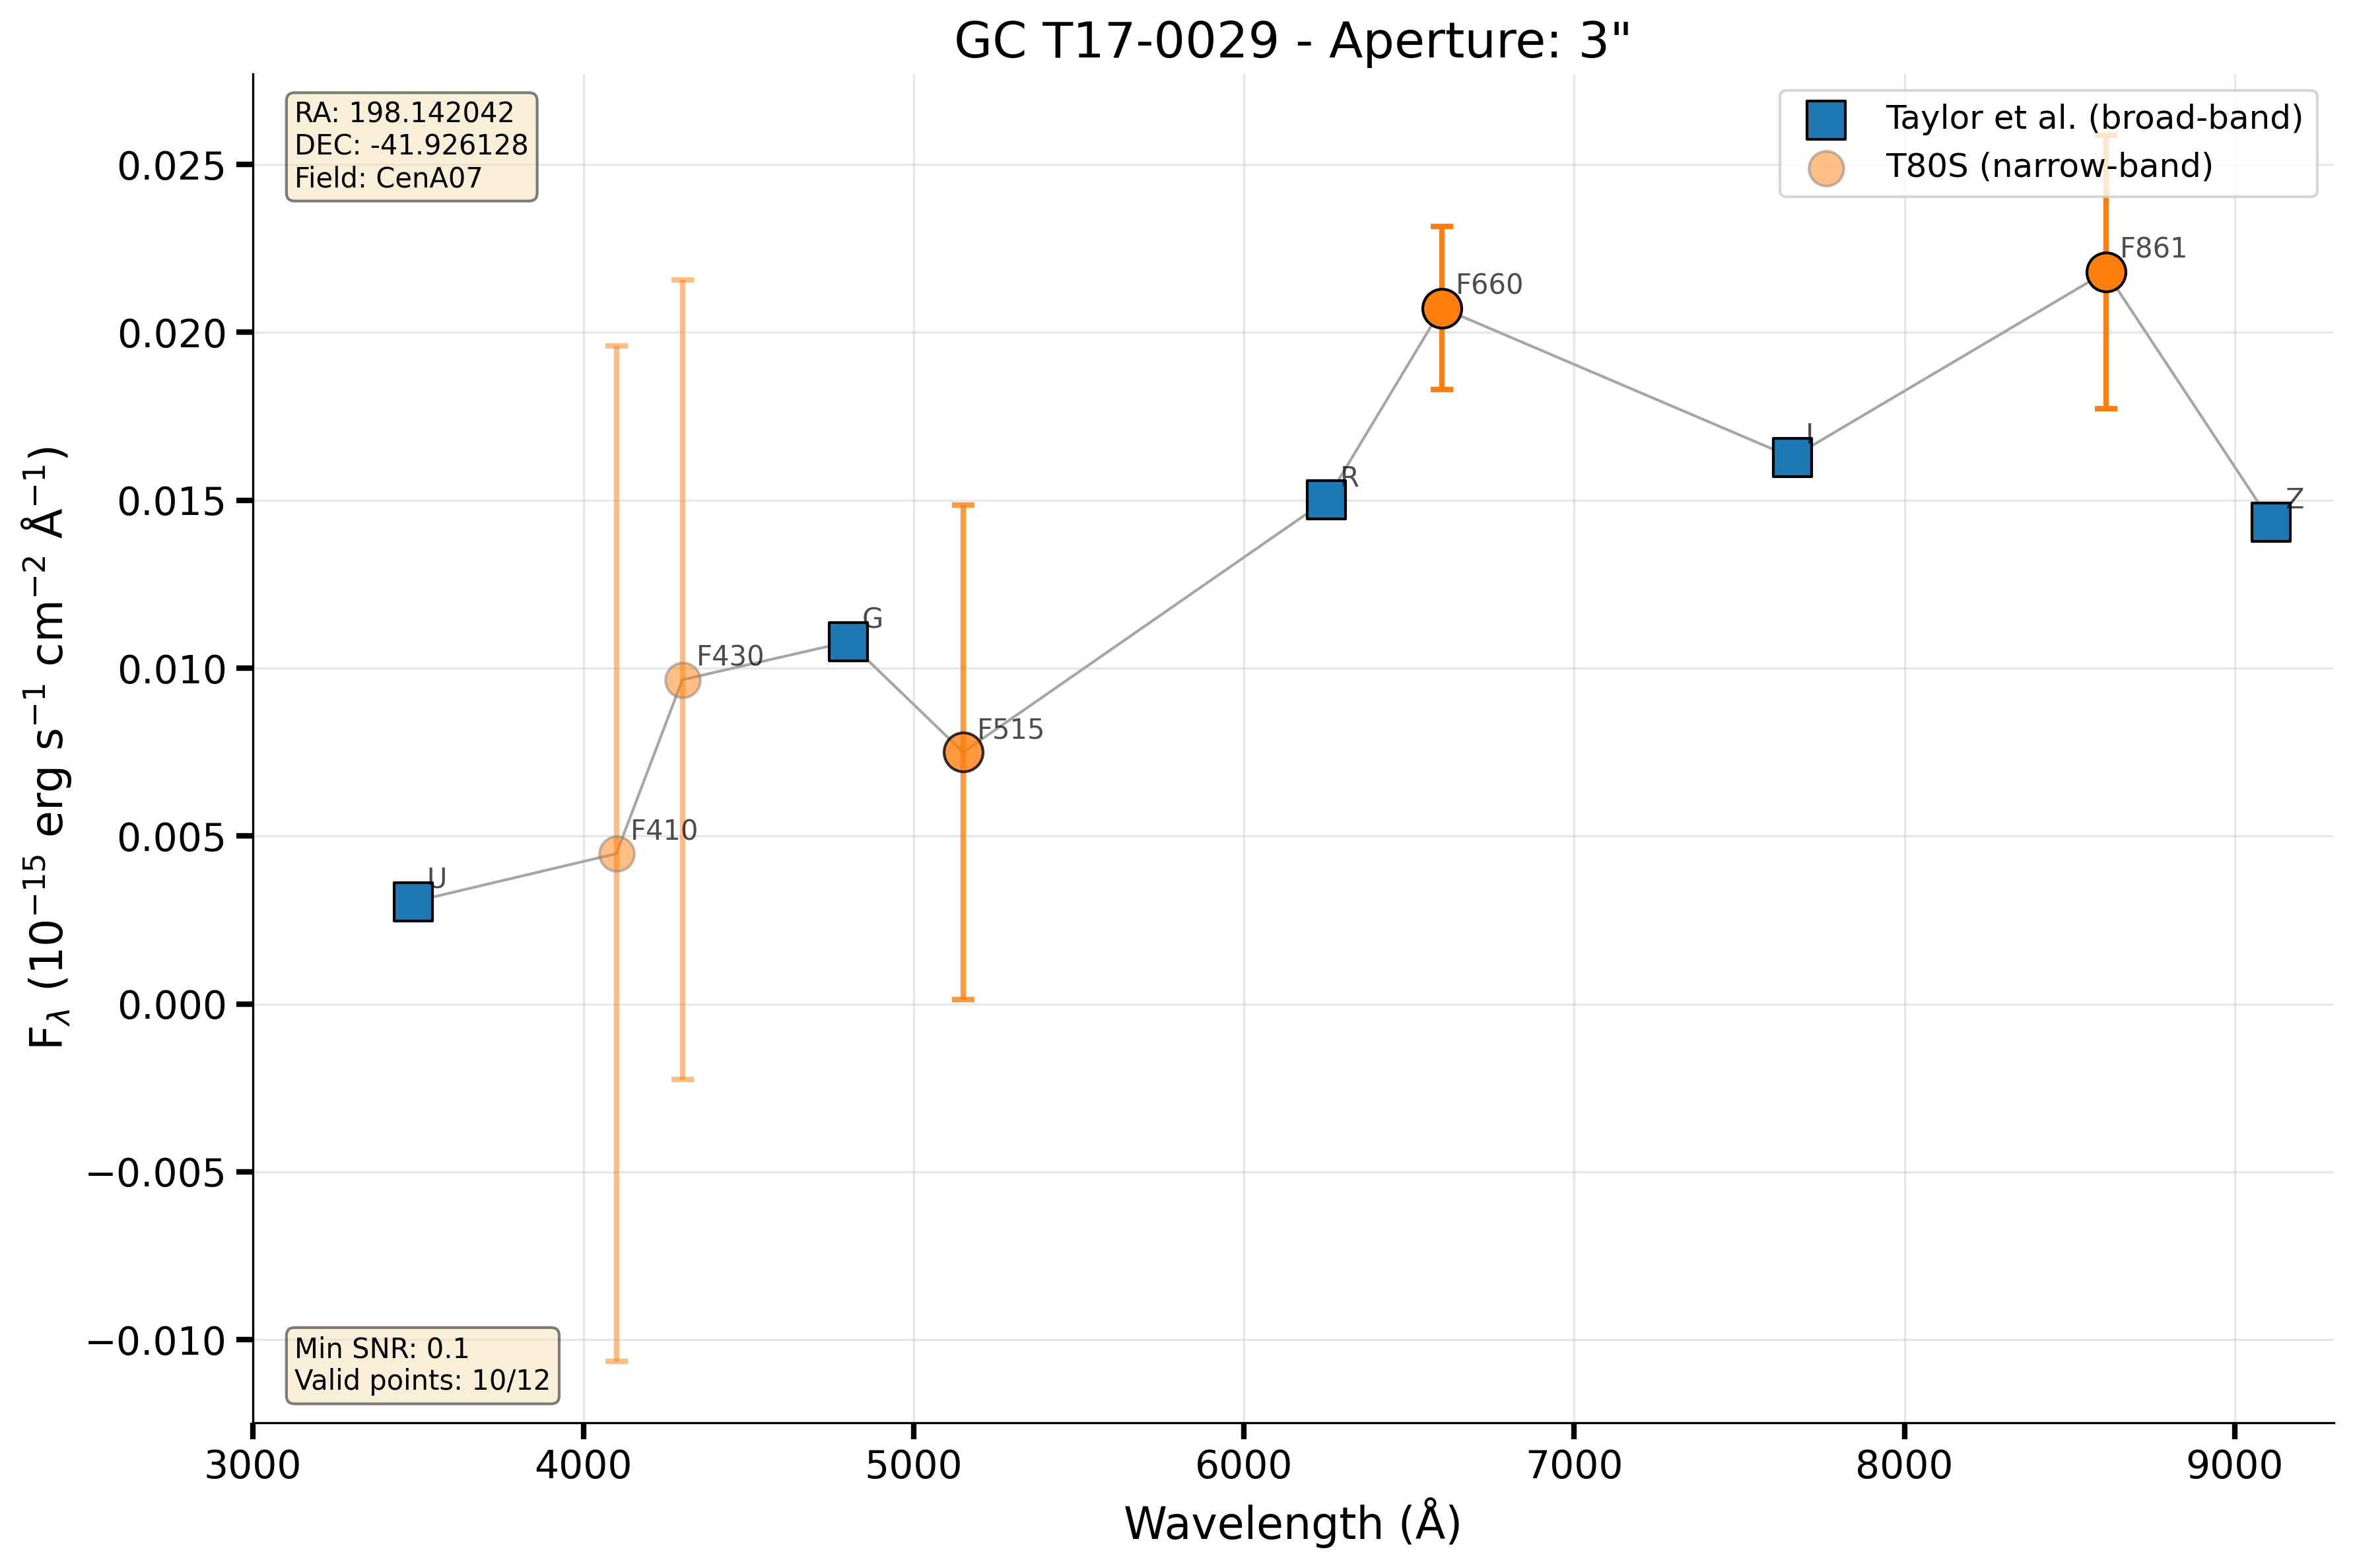 GC T17-0029 - Aperture: 3"
RA: 198.142042
DEC: -41.926128
Field: CenA07
Taylor et al. (broad-band)
T80S (narrow-band)
F861
F660
I
R
Z
G
F430
F515
F410
U
Min SNR: 0.1
Valid points: 10/12
0.025
0.020
0.015
0.010
0.005
0.000
−0.005
−0.010
F$_{λ}$ (10$^{−15}$ erg s$^{−1}$ cm$^{−2}$ Å$^{−1}$)
3000 4000 5000 6000 7000 8000 9000
Wavelength (Å)